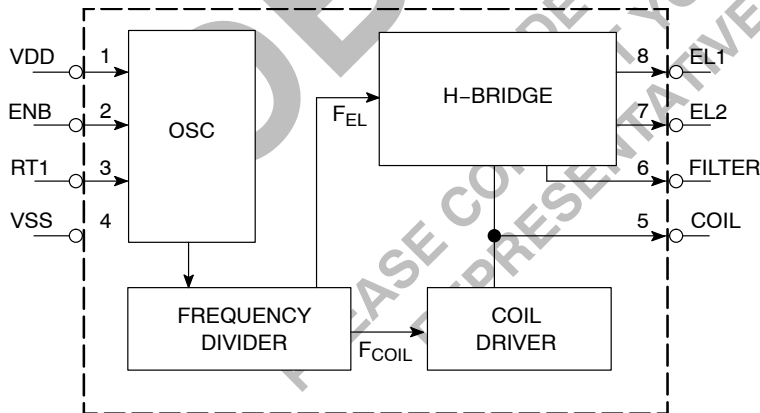 VDD 1
ENB 2
RT1 3
VSS 4
OSC
H–BRIDGE
8 EL1
7 EL2
6 FILTER
5 COIL
FEL
FREQUENCY
DIVIDER
FCOIL
COIL
DRIVER